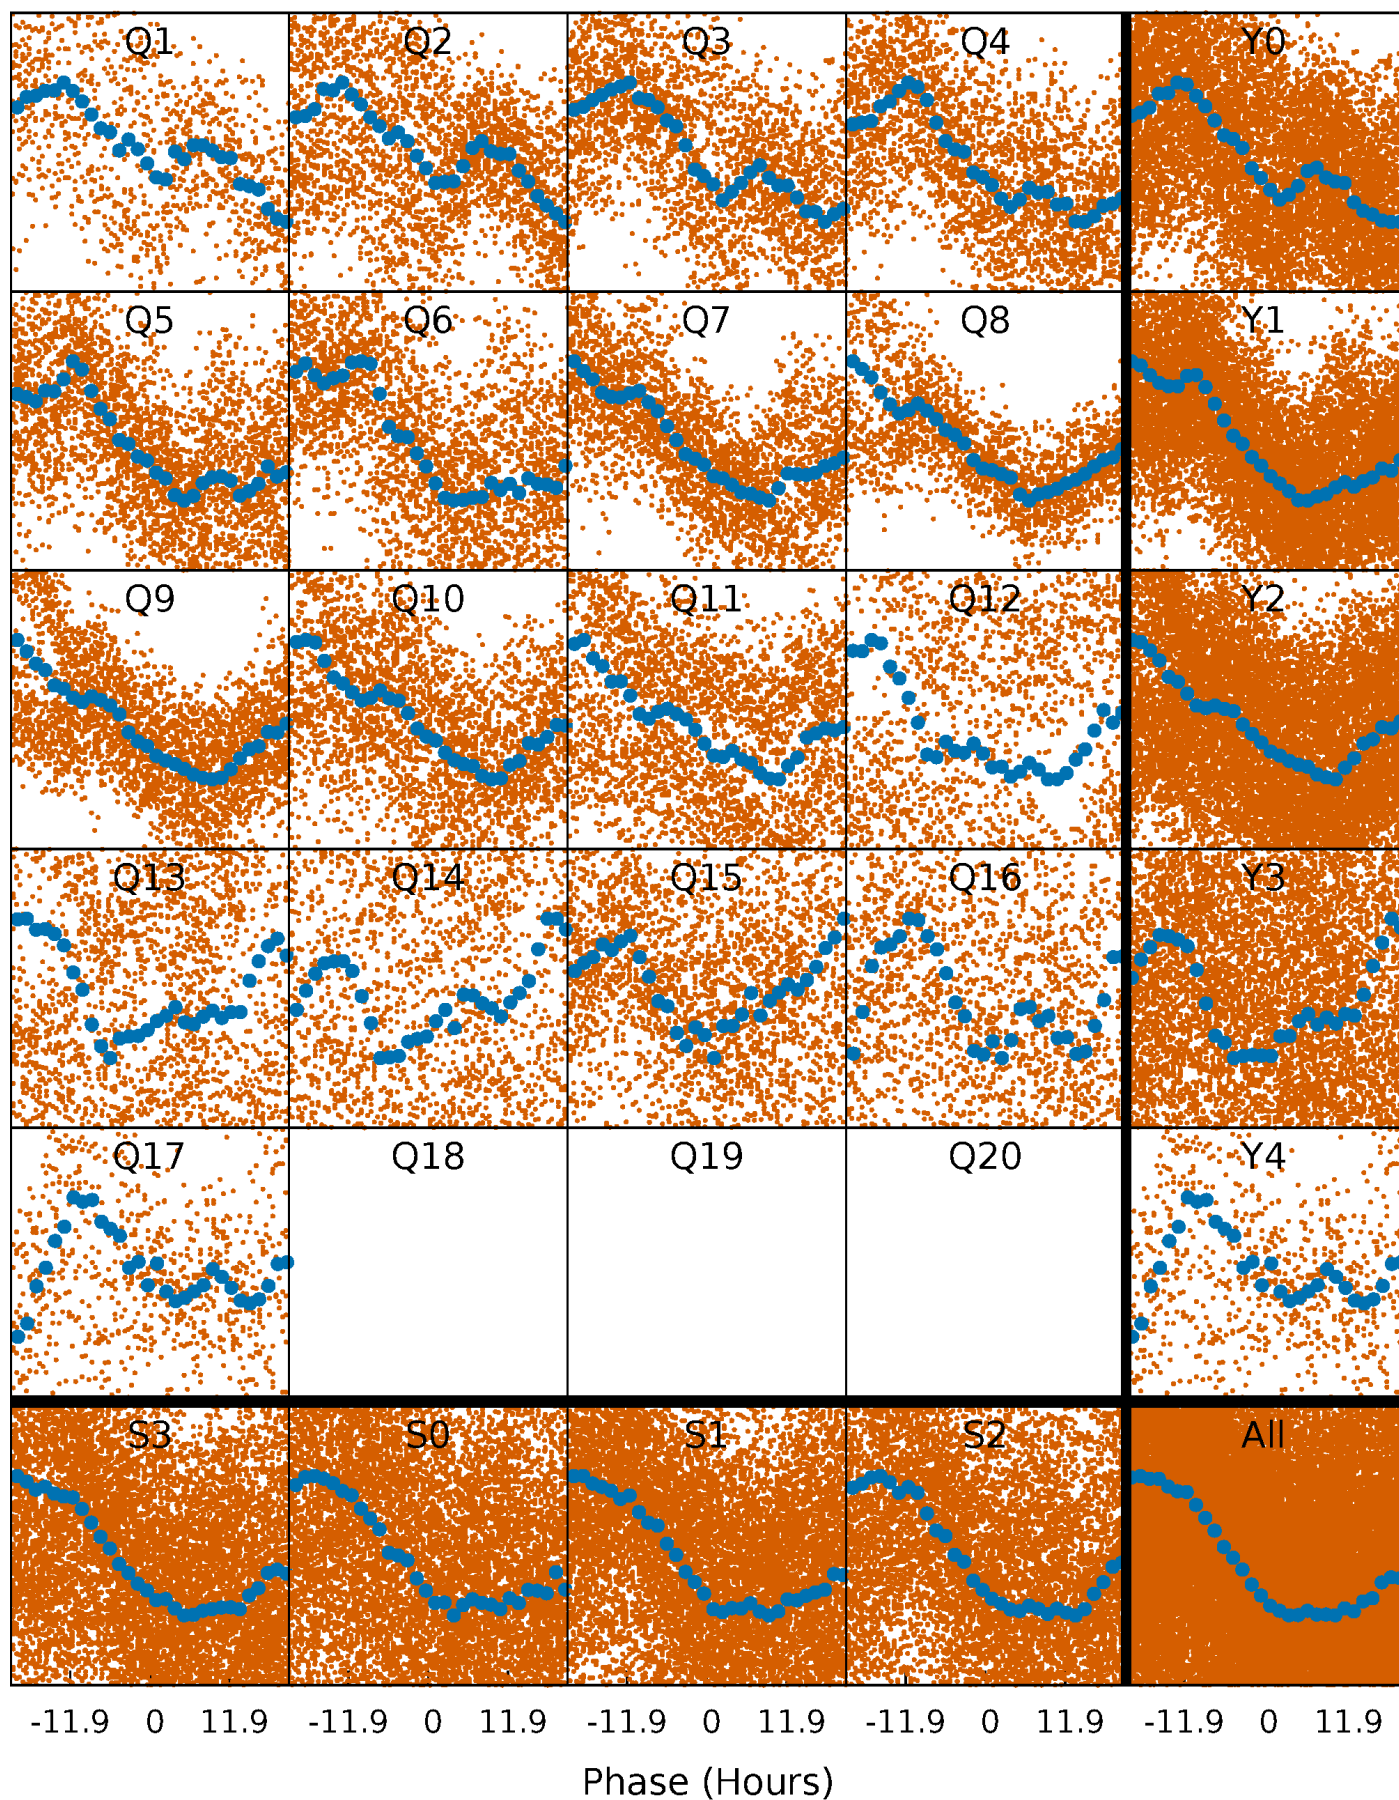 Q1 Q2 Q3 Q4 Y0
Q5 Q6 Q7 Q8 Y1
Q9 Q10 Q11 Q12 Y2
Q13 Q14 Q15 Q16 Y3
Q17 Q18 Q19 Q20 Y4
S3 S0 S1 S2 All
-11.9 0 11.9 -11.9 0 11.9 -11.9 0 11.9 -11.9 0 11.9 -11.9 0 11.9
Phase (Hours)